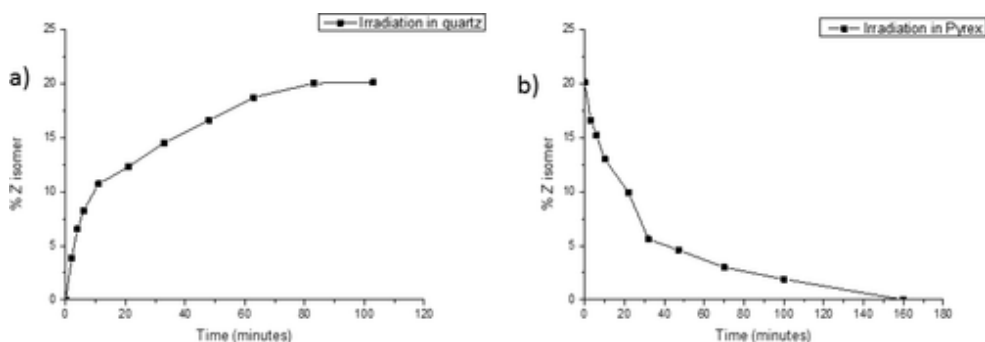 a)
Irradiation in quartz
% Z isomer
25
20
15
10
5
0
0 20 40 60 80 100 120
Time (minutes)
b)
Irradiation in Pyrex
% Z isomer
25
20
15
10
5
0
0 20 40 60 80 100 120 140 160 180
Time (minutes)